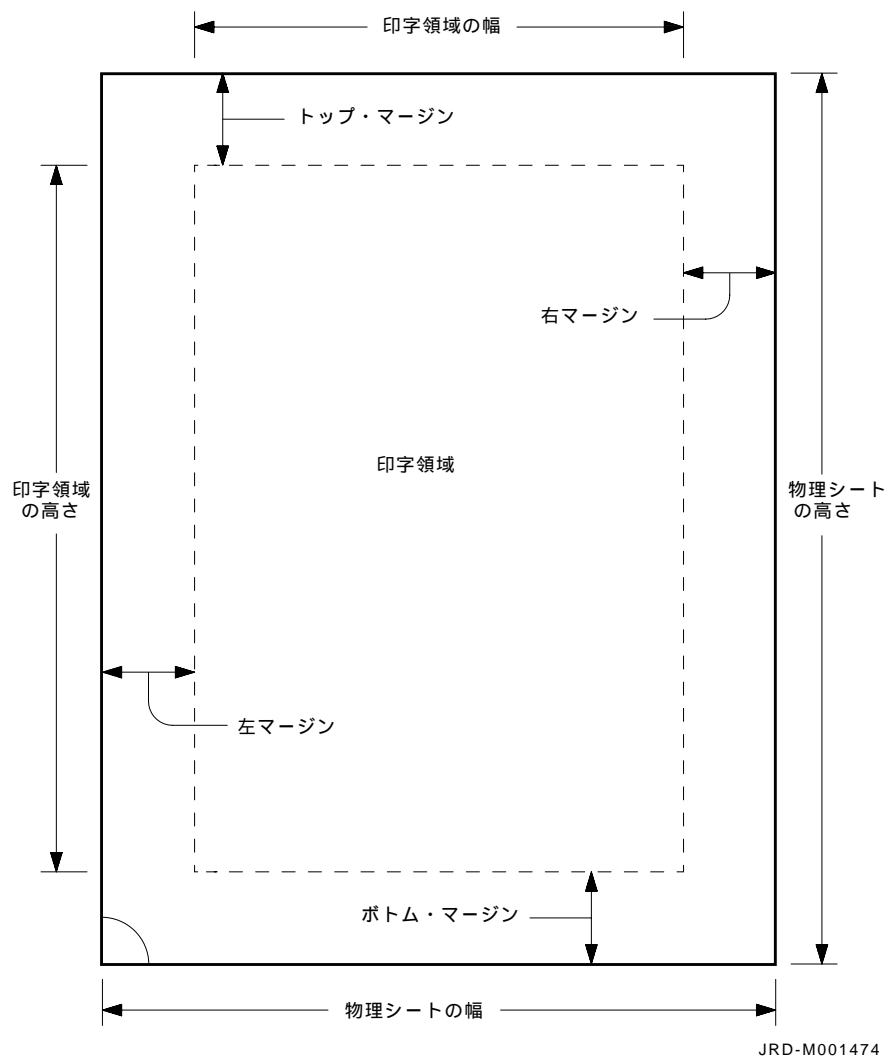 印字領域の幅
トップ・マージン
右マージン
印字領域
印字領域
の高さ
物理シート
の高さ
左マージン
ボトム・マージン
物理シートの幅
JRD-M001474